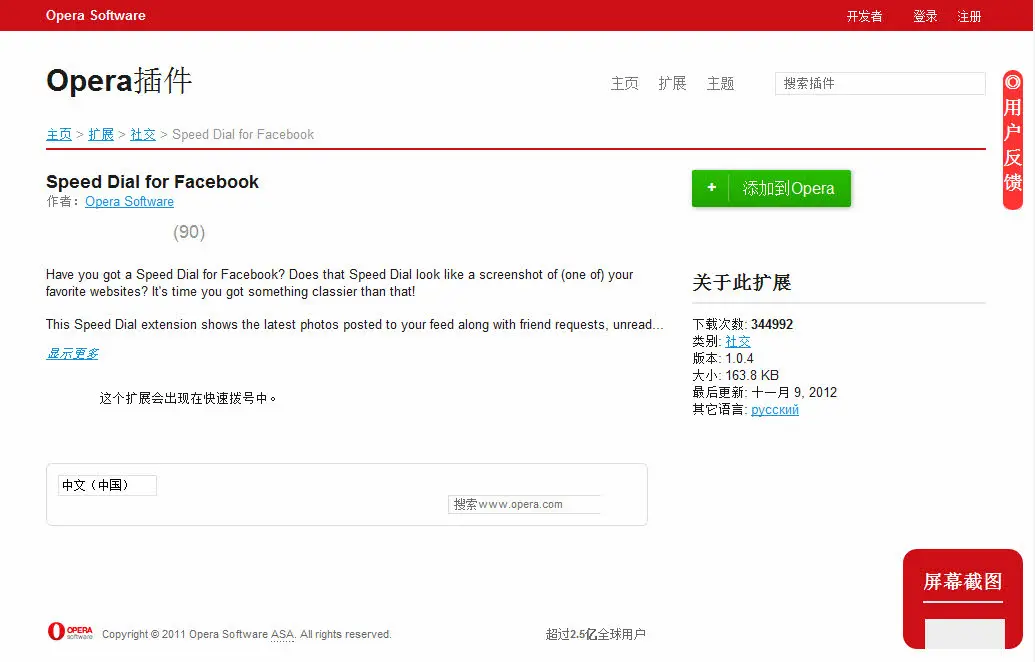 Opera Software
开发者 登录 注册
Opera插件
主页 扩展 主题
搜索插件
主页 > 扩展 > 社交 > Speed Dial for Facebook
Speed Dial for Facebook
作者：Opera Software
(90)
+ 添加到Opera
Have you got a Speed Dial for Facebook? Does that Speed Dial look like a screenshot of (one of) your
favorite websites? It's time you got something classier than that!
This Speed Dial extension shows the latest photos posted to your feed along with friend requests, unread...
显示更多
这个扩展会出现在快速拨号中。
关于此扩展
下载次数: 344992
类别: 社交
版本: 1.0.4
大小: 163.8 KB
最后更新: 十一月 9, 2012
其它语言: русский
用户反馈
中文（中国）
搜索www.opera.com
屏幕截图
OPERA
software
Copyright © 2011 Opera Software ASA. All rights reserved.
超过2.5亿全球用户